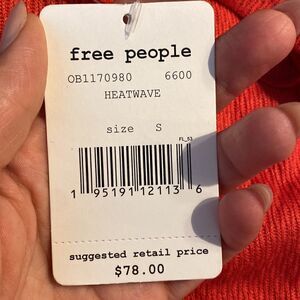 free people
OB1170980 6600
HEATWAVE
size S
FL_53
1 95191 12113 6
suggested retail price
$78.00